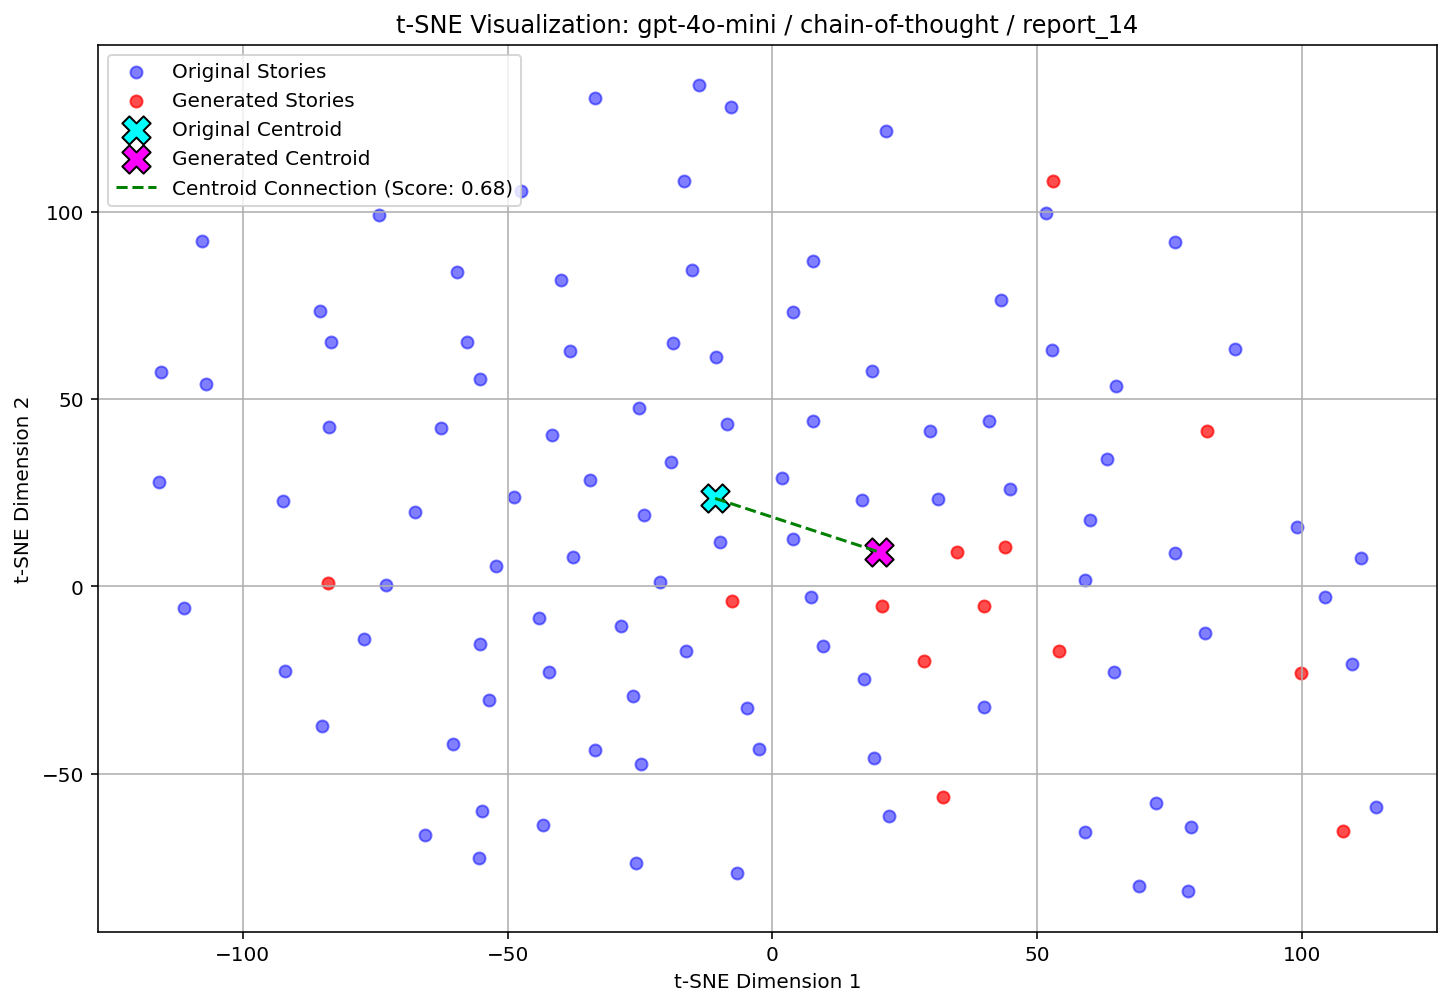 t-SNE Visualization: gpt-4o-mini / chain-of-thought / report_14
Original Stories
Generated Stories
Original Centroid
Generated Centroid
Centroid Connection (Score: 0.68)
100
50
0
−50
t-SNE Dimension 2
−100
−50
0
50
100
t-SNE Dimension 1